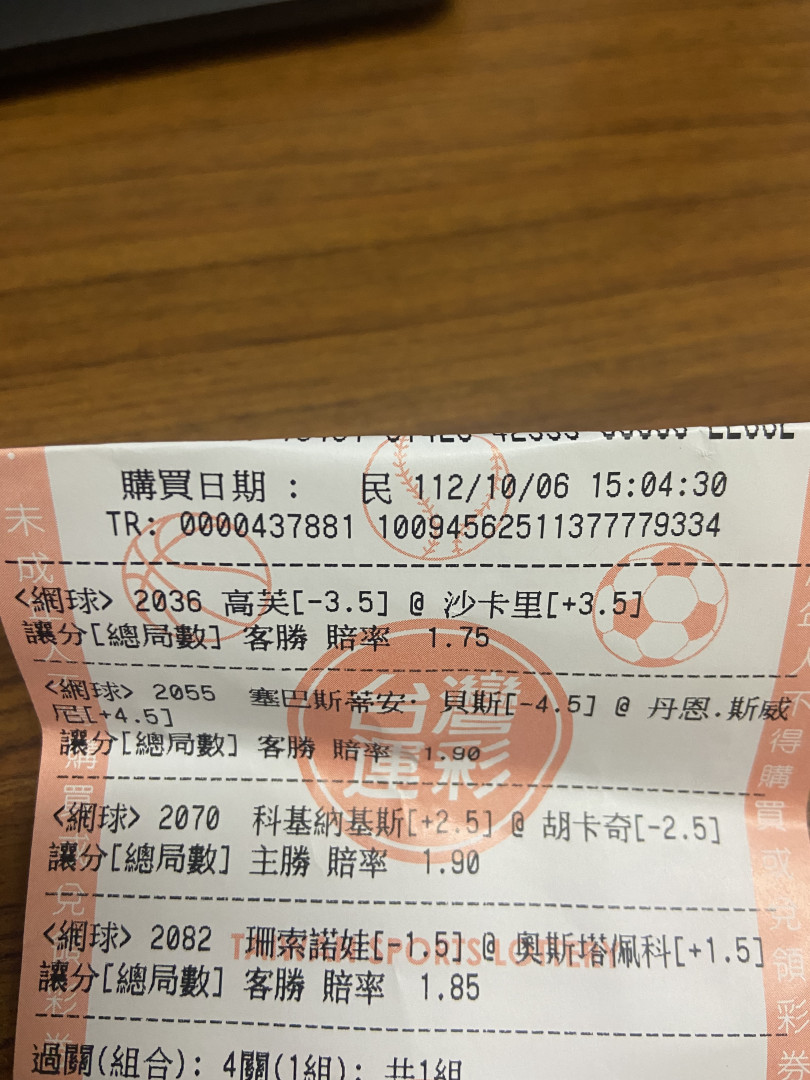 購買日期 : 民 112/10/06 15:04:30
TR: 0000437881 10094562511377779334
<網球> 2036 高芙[-3.5] @ 沙卡里[+3.5]
讓分[總局數] 客勝 賠率 1.75
<網球> 2055 塞巴斯蒂安· 貝斯[-4.5] @ 丹恩.斯威
尼[+4.5]
讓分[總局數] 客勝 賠率 1.90
<網球> 2070 科基納基斯[+2.5] @ 胡卡奇[-2.5]
讓分[總局數] 主勝 賠率 1.90
<網球> 2082 珊索諾娃[-1.5] @ 奧斯塔佩科[+1.5]
讓分[總局數] 客勝 賠率 1.85
過關(組合): 4關(1組): 共1組
台灣
運彩
SPORTS LOTTERY